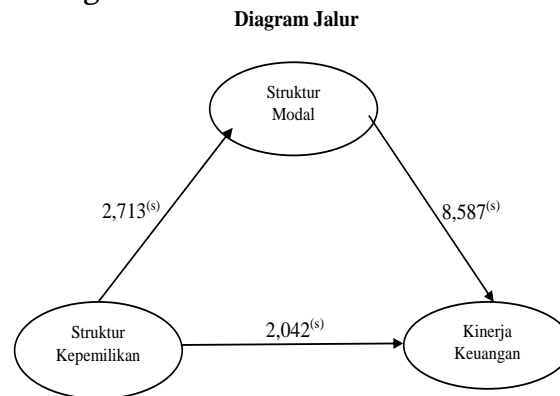 Diagram Jalur
Struktur
Modal
2,713(s)
8,587(s)
Struktur
Kepemilikan
2,042(s)
Kinerja
Keuangan